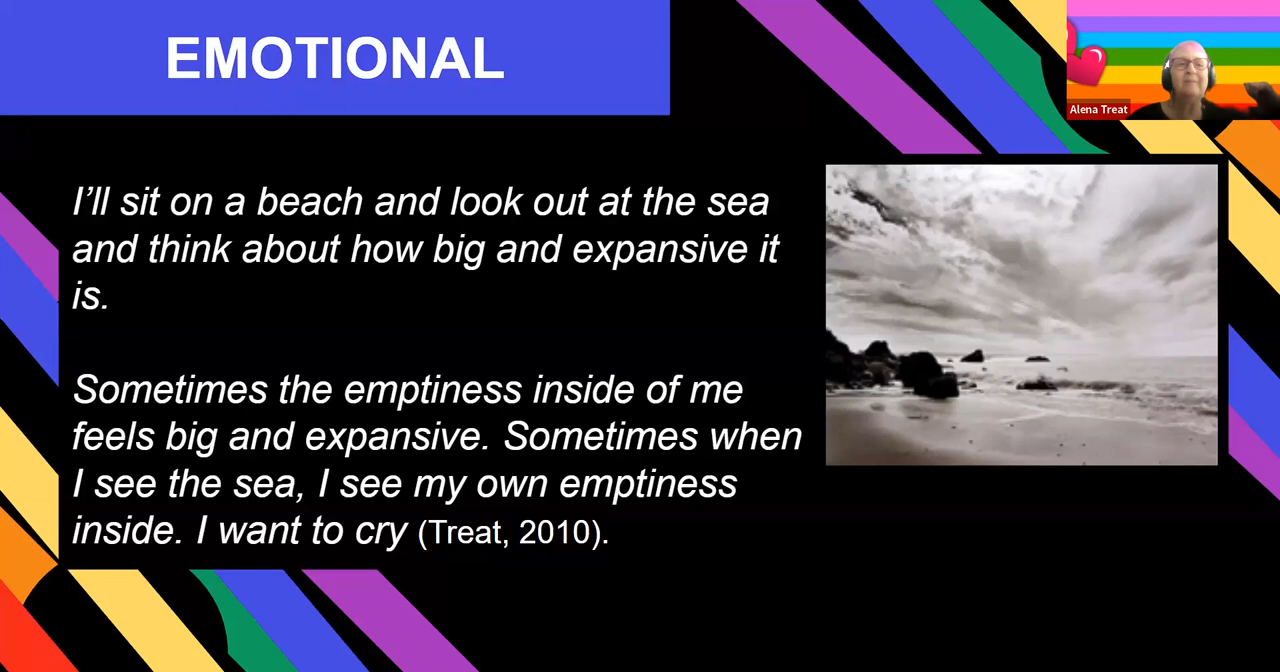 EMOTIONAL
Alena Treat
I’ll sit on a beach and look out at the sea
and think about how big and expansive it
is.
Sometimes the emptiness inside of me
feels big and expansive. Sometimes when
I see the sea, I see my own emptiness
inside. I want to cry (Treat, 2010).